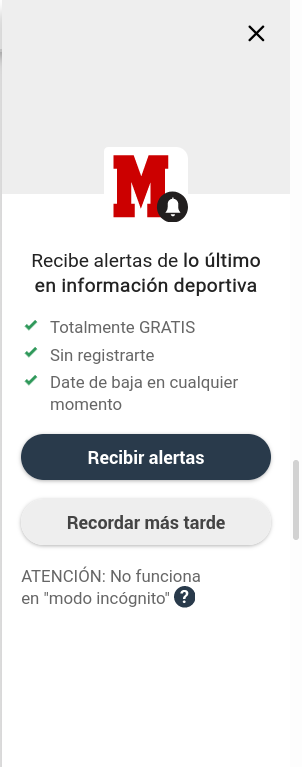 M
Recibe alertas de lo último
en información deportiva
Totalmente GRATIS
Sin registrarte
Date de baja en cualquier
momento
Recibir alertas
Recordar más tarde
ATENCIÓN: No funciona
en "modo incógnito" ?